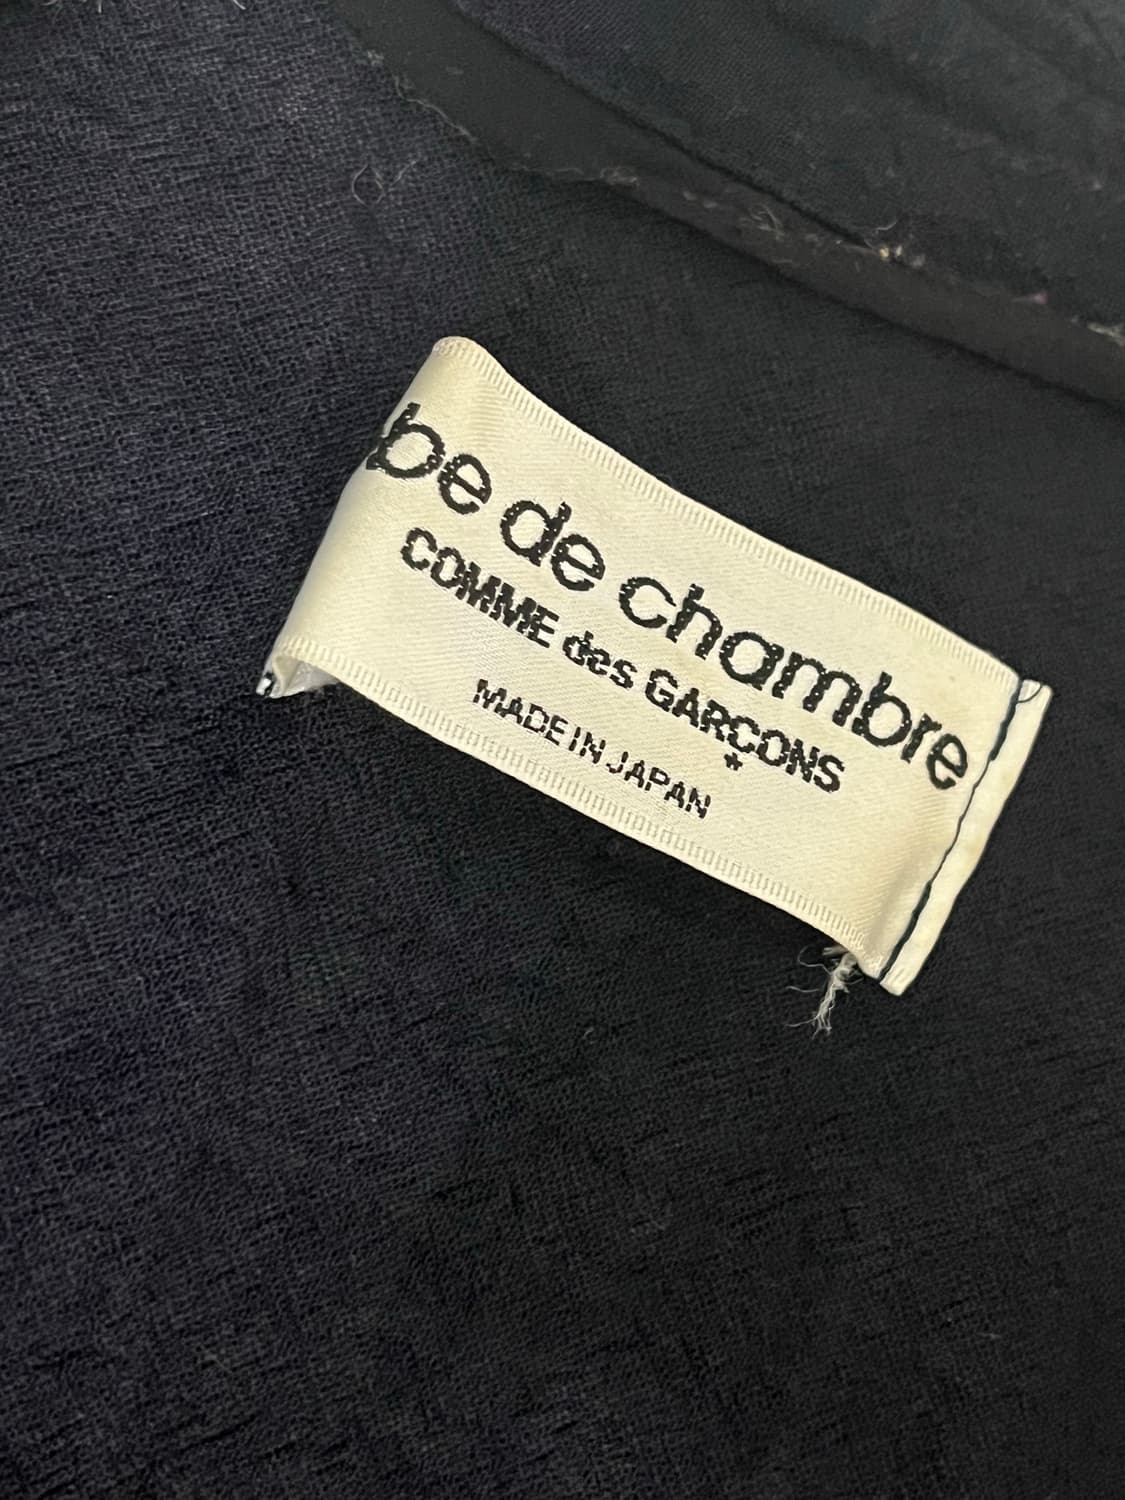 be de chambre
COMME des GARÇONS
*
MADE IN JAPAN